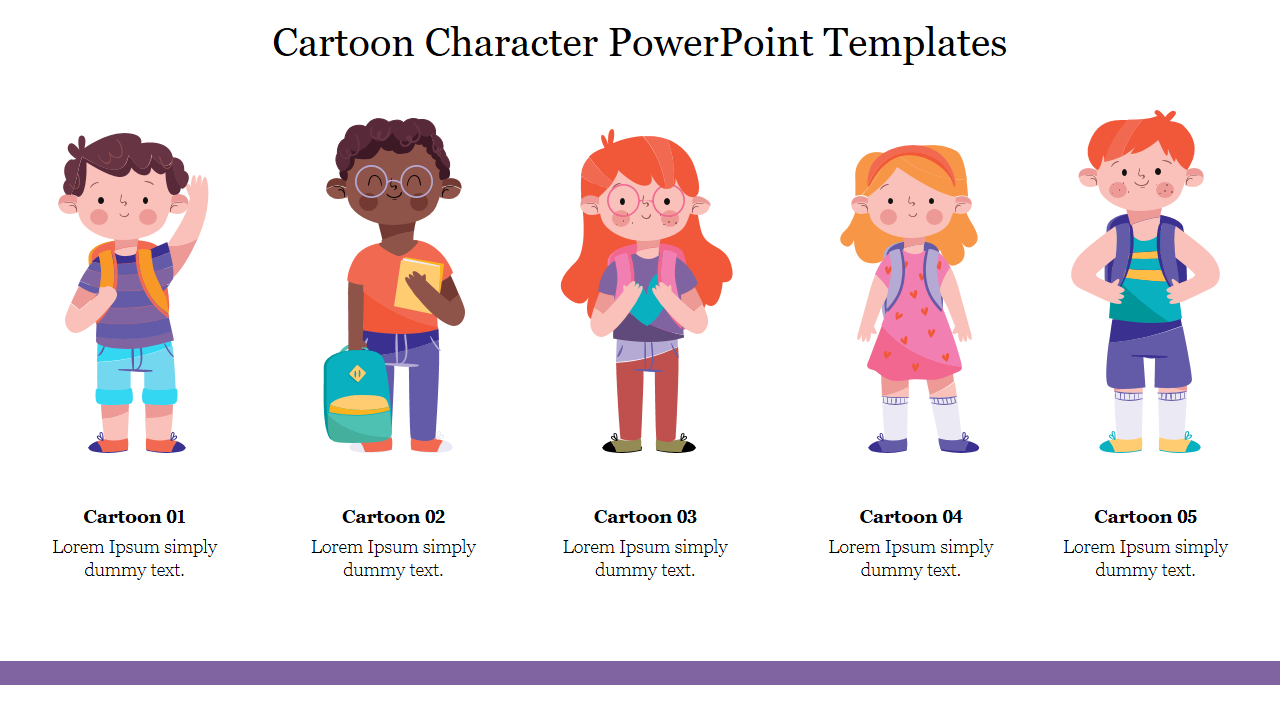 Cartoon Character PowerPoint Templates
Cartoon 01
Lorem Ipsum simply
dummy text.
Cartoon 02
Lorem Ipsum simply
dummy text.
Cartoon 03
Lorem Ipsum simply
dummy text.
Cartoon 04
Lorem Ipsum simply
dummy text.
Cartoon 05
Lorem Ipsum simply
dummy text.